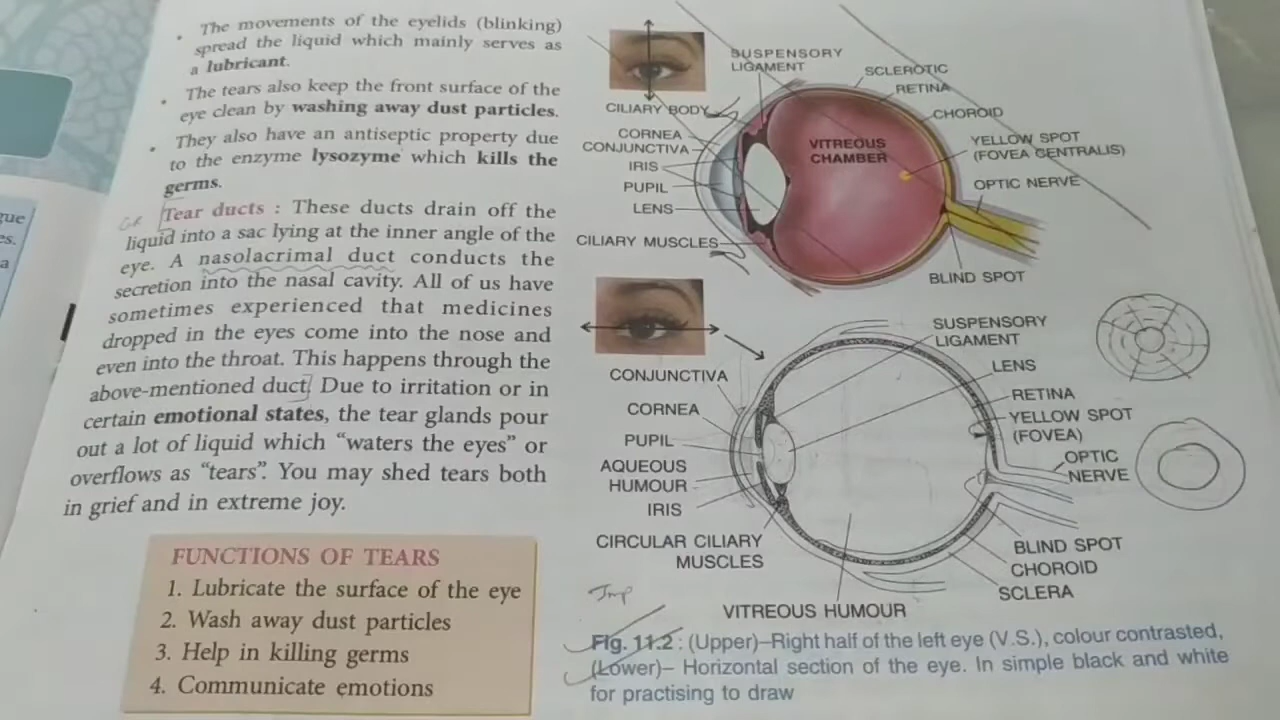 • The movements of the eyelids (blinking)
spread the liquid which mainly serves as
a lubricant.
• The tears also keep the front surface of the
eye clean by washing away dust particles.
• They also have an antiseptic property due
to the enzyme lysozyme which kills the
germs.
Tear ducts : These ducts drain off the
liquid into a sac lying at the inner angle of the
eye. A nasolacrimal duct conducts the
secretion into the nasal cavity. All of us have
sometimes experienced that medicines
dropped in the eyes come into the nose and
even into the throat. This happens through the
above-mentioned duct. Due to irritation or in
certain emotional states, the tear glands pour
out a lot of liquid which “waters the eyes” or
overflows as “tears”. You may shed tears both
in grief and in extreme joy.
FUNCTIONS OF TEARS
1. Lubricate the surface of the eye
2. Wash away dust particles
3. Help in killing germs
4. Communicate emotions
SUSPENSORY
LIGAMENT
SCLEROTIC
RETINA
CILIARY BODY
CHOROID
CORNEA
CONJUNCTIVA
IRIS
PUPIL
LENS
CILIARY MUSCLES
VITREOUS
CHAMBER
YELLOW SPOT
(FOVEA CENTRALIS)
OPTIC NERVE
BLIND SPOT
SUSPENSORY
LIGAMENT
LENS
CONJUNCTIVA
CORNEA
PUPIL
AQUEOUS
HUMOUR
IRIS
CIRCULAR CILIARY
MUSCLES
RETINA
YELLOW SPOT
(FOVEA)
OPTIC
NERVE
BLIND SPOT
CHOROID
SCLERA
VITREOUS HUMOUR
Imp
Fig. 11.2 : (Upper)–Right half of the left eye (V.S.), colour contrasted,
(Lower)– Horizontal section of the eye. In simple black and white
for practising to draw